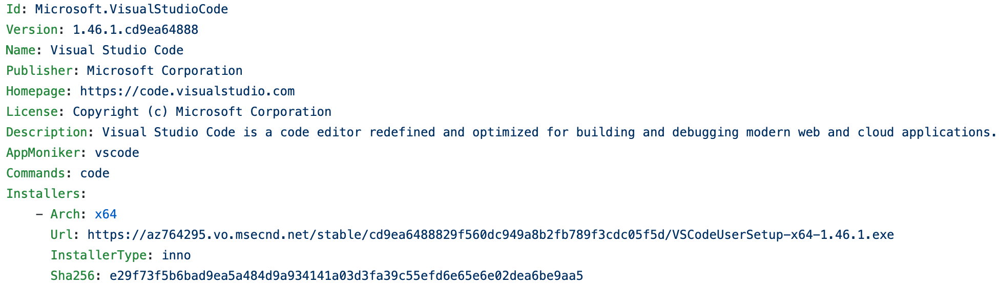 Id: Microsoft.VisualStudioCode
Version: 1.46.1.cd9ea64888
Name: Visual Studio Code
Publisher: Microsoft Corporation
Homepage: https://code.visualstudio.com
License: Copyright (c) Microsoft Corporation
Description: Visual Studio Code is a code editor redefined and optimized for building and debugging modern web and cloud applications.
AppMoniker: vscode
Commands: code
Installers:
    - Arch: x64
      Url: https://az764295.vo.msecnd.net/stable/cd9ea6488829f560dc949a8b2fb789f3cdc05f5d/VSCodeUserSetup-x64-1.46.1.exe
      InstallerType: inno
      Sha256: e29f73f5b6bad9ea5a484d9a934141a03d3fa39c55efd6e65e6e02dea6be9aa5